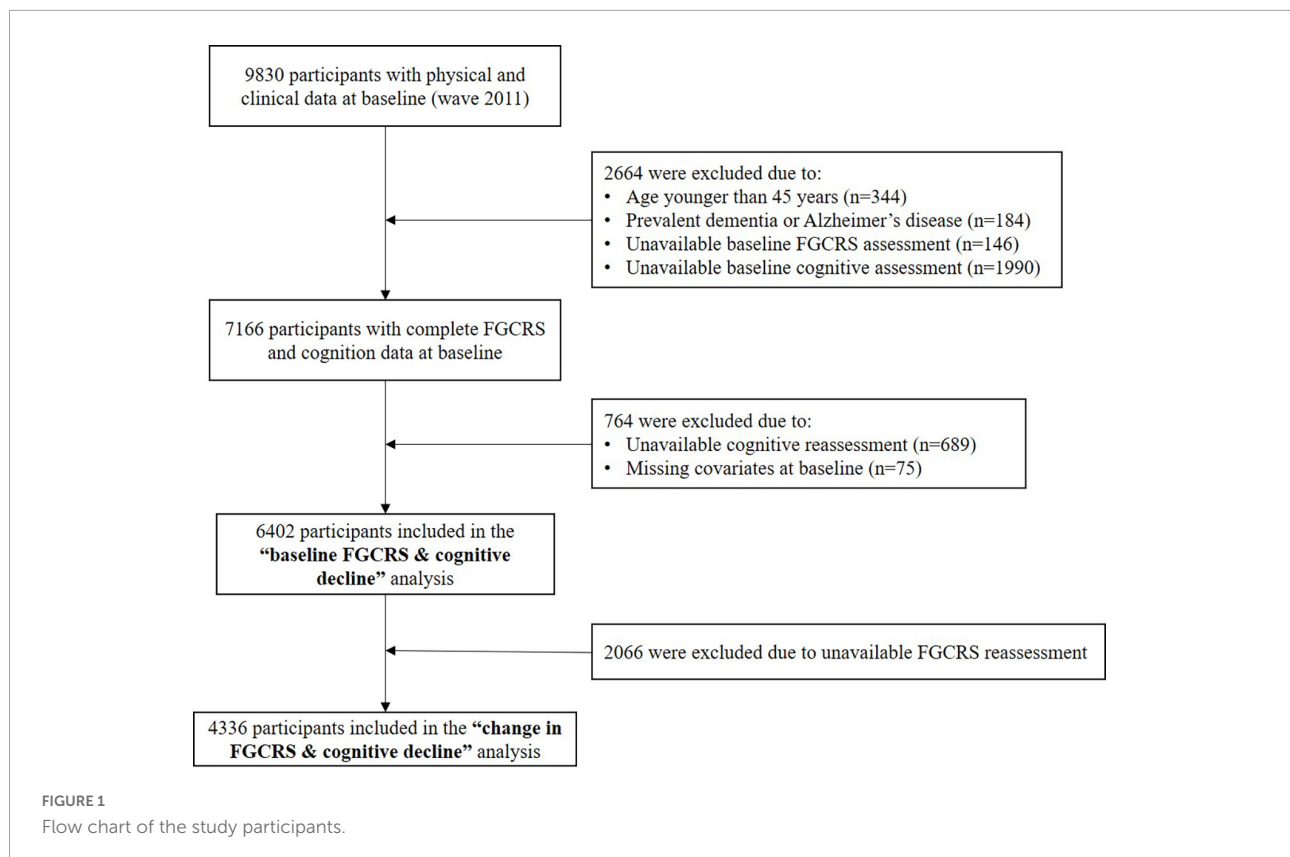 9830 participants with physical and
clinical data at baseline (wave 2011)
2664 were excluded due to:
• Age younger than 45 years (n=344)
• Prevalent dementia or Alzheimer’s disease (n=184)
• Unavailable baseline FGCRS assessment (n=146)
• Unavailable baseline cognitive assessment (n=1990)
7166 participants with complete FGCRS
and cognition data at baseline
764 were excluded due to:
• Unavailable cognitive reassessment (n=689)
• Missing covariates at baseline (n=75)
6402 participants included in the
“baseline FGCRS & cognitive
decline” analysis
2066 were excluded due to unavailable FGCRS reassessment
4336 participants included in the “change in
FGCRS & cognitive decline” analysis
FIGURE 1
Flow chart of the study participants.